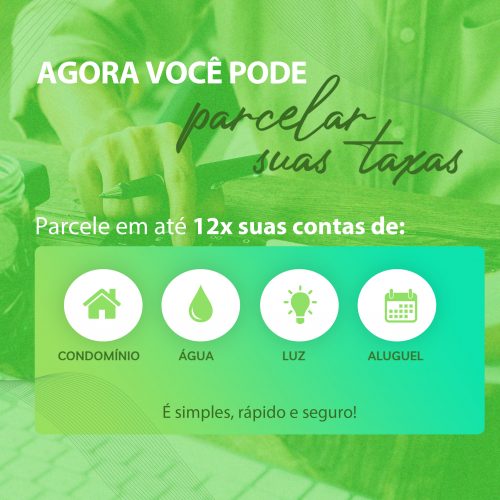 AGORA VOCÊ PODE
parcelar
suas taxas
Parcele em até 12x suas contas de:
CONDOMÍNIO ÁGUA LUZ ALUGUEL
É simples, rápido e seguro!